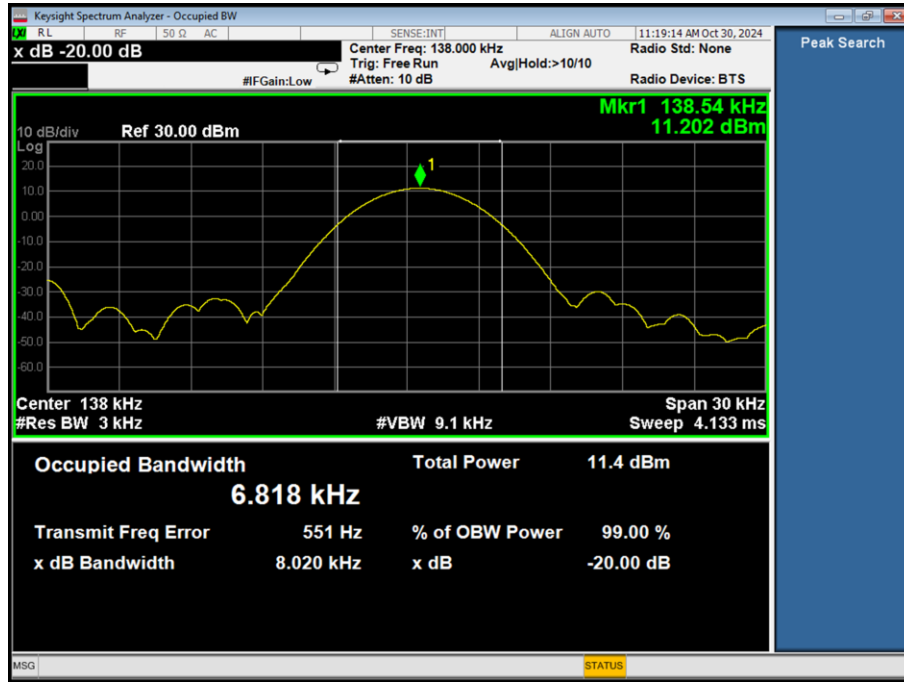 Keysight Spectrum Analyzer - Occupied BW
LXI RL RF 50 Ω AC SENSE:INT ALIGN AUTO 11:19:14 AM Oct 30, 2024
x dB -20.00 dB Center Freq: 138.000 kHz Radio Std: None
Trig: Free Run Avg|Hold:>10/10
#IFGain:Low #Atten: 10 dB Radio Device: BTS
Peak Search
Mkr1 138.54 kHz
10 dB/div Ref 30.00 dBm 11.202 dBm
Log
20.0
1
10.0
0.00
-10.0
-20.0
-30.0
-40.0
-50.0
-60.0
Center 138 kHz Span 30 kHz
#Res BW 3 kHz #VBW 9.1 kHz Sweep 4.133 ms
Occupied Bandwidth Total Power 11.4 dBm
6.818 kHz
Transmit Freq Error 551 Hz % of OBW Power 99.00 %
x dB Bandwidth 8.020 kHz x dB -20.00 dB
MSG STATUS